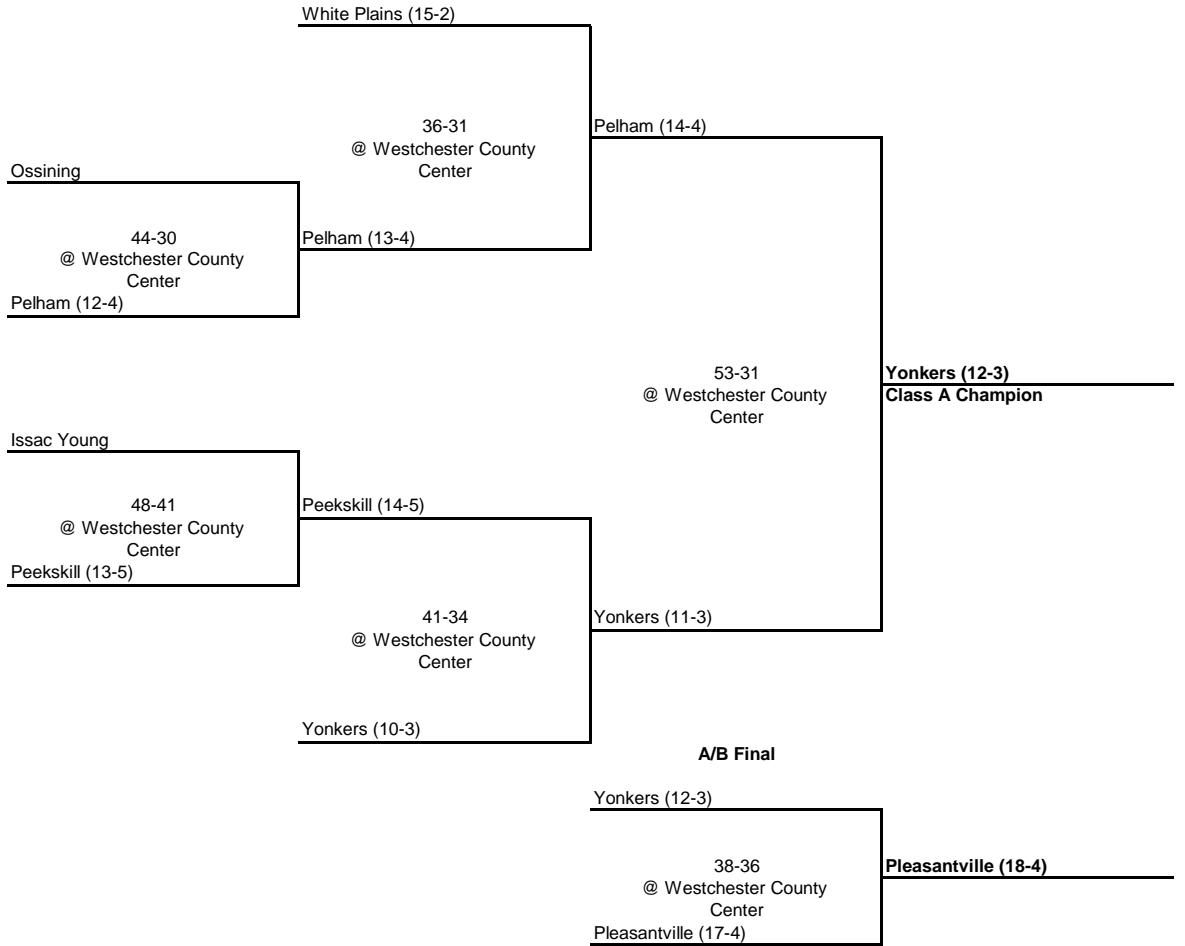 White Plains (15-2)
36-31
@ Westchester County
Center
Pelham (14-4)
Ossining
44-30
@ Westchester County
Center
Pelham (13-4)
Pelham (12-4)
53-31
@ Westchester County
Center
Yonkers (12-3)
Class A Champion
Issac Young
48-41
@ Westchester County
Center
Peekskill (14-5)
Peekskill (13-5)
41-34
@ Westchester County
Center
Yonkers (11-3)
Yonkers (10-3)
A/B Final
Yonkers (12-3)
38-36
@ Westchester County
Center
Pleasantville (18-4)
Pleasantville (17-4)